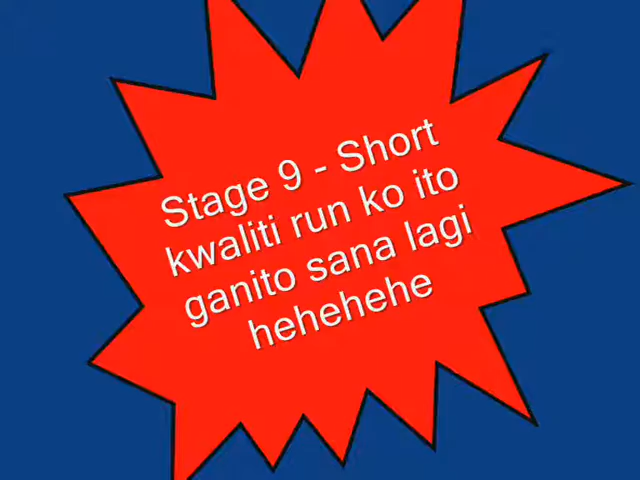 Stage 9 - Short
kwaliti run ko ito
ganito sana lagi
hehehehe